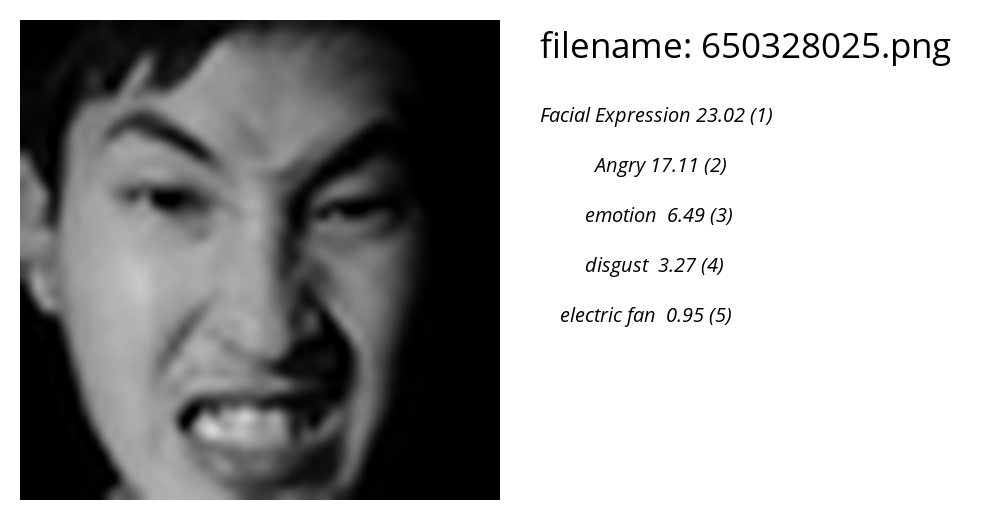 filename: 650328025.png
Facial Expression 23.02 (1)
Angry 17.11 (2)
emotion 6.49 (3)
disgust 3.27 (4)
electric fan 0.95 (5)